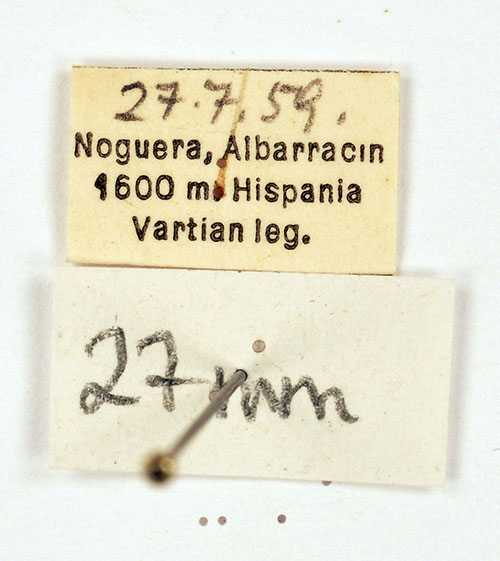 27.7.59.
Noguera, Albarracin
1600 m. Hispania
Vartian leg.
27 mm